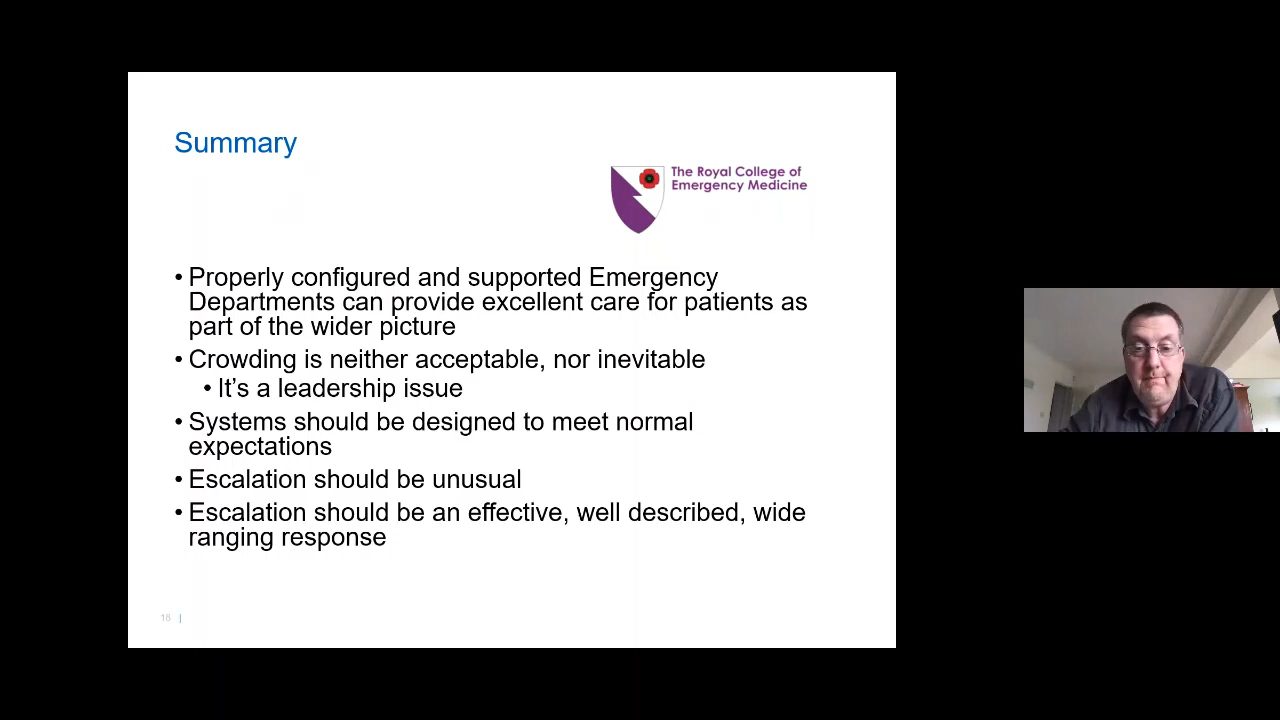 Summary
The Royal College of
Emergency Medicine
• Properly configured and supported Emergency
Departments can provide excellent care for patients as
part of the wider picture
• Crowding is neither acceptable, nor inevitable
• It’s a leadership issue
• Systems should be designed to meet normal
expectations
• Escalation should be unusual
• Escalation should be an effective, well described, wide
ranging response
18 |